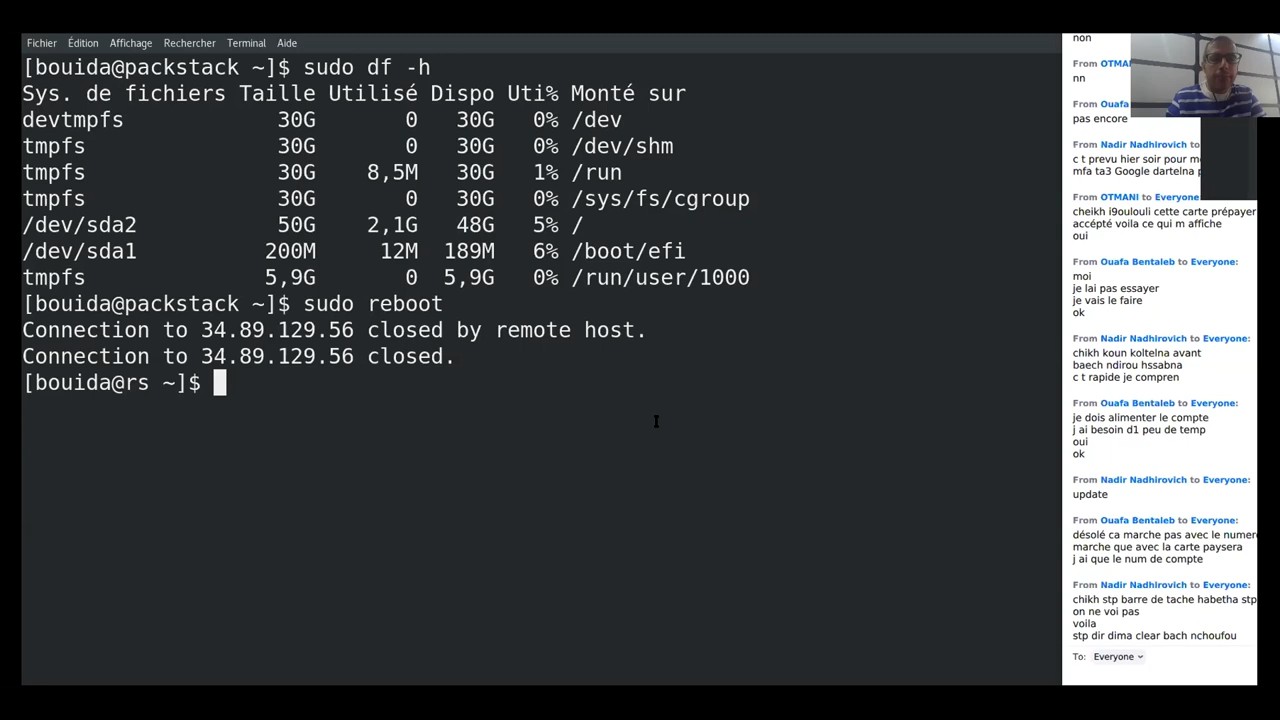 Fichier Édition Affichage Rechercher Terminal Aide
[bouida@packstack ~]$ sudo df -h
Sys. de fichiers Taille Utilisé Dispo Uti% Monté sur
devtmpfs 30G 0 30G 0% /dev
tmpfs 30G 0 30G 0% /dev/shm
tmpfs 30G 8,5M 30G 1% /run
tmpfs 30G 0 30G 0% /sys/fs/cgroup
/dev/sda2 50G 2,1G 48G 5% /
/dev/sda1 200M 12M 189M 6% /boot/efi
tmpfs 5,9G 0 5,9G 0% /run/user/1000
[bouida@packstack ~]$ sudo reboot
Connection to 34.89.129.56 closed by remote host.
Connection to 34.89.129.56 closed.
[bouida@rs ~]$
non
From OTMA
nn
From Ouafa
pas encore
From Nadir Nadhirovich to
c t prevu hier soir pour m
mfa ta3 Google dartelna
From OTMANI to Everyone:
cheikh i9oulouli cette carte prépayer
accépté voila ce qui m affiche
oui
From Ouafa Bentaleb to Everyone:
moi
je lai pas essayer
je vais le faire
ok
From Nadir Nadhirovich to Everyone:
chikh koun koltelna avant
baech ndirou hssabna
c t rapide je compren
From Ouafa Bentaleb to Everyone:
je dois alimenter le compte
j ai besoin d1 peu de temp
oui
ok
From Nadir Nadhirovich to Everyone:
update
From Ouafa Bentaleb to Everyone:
désolé ca marche pas avec le numer
marche que avec la carte paysera
j ai que le num de compte
From Nadir Nadhirovich to Everyone:
chikh stp barre de tache habetha stp
on ne voi pas
voila
stp dir dima clear bach nchoufou
To: Everyone